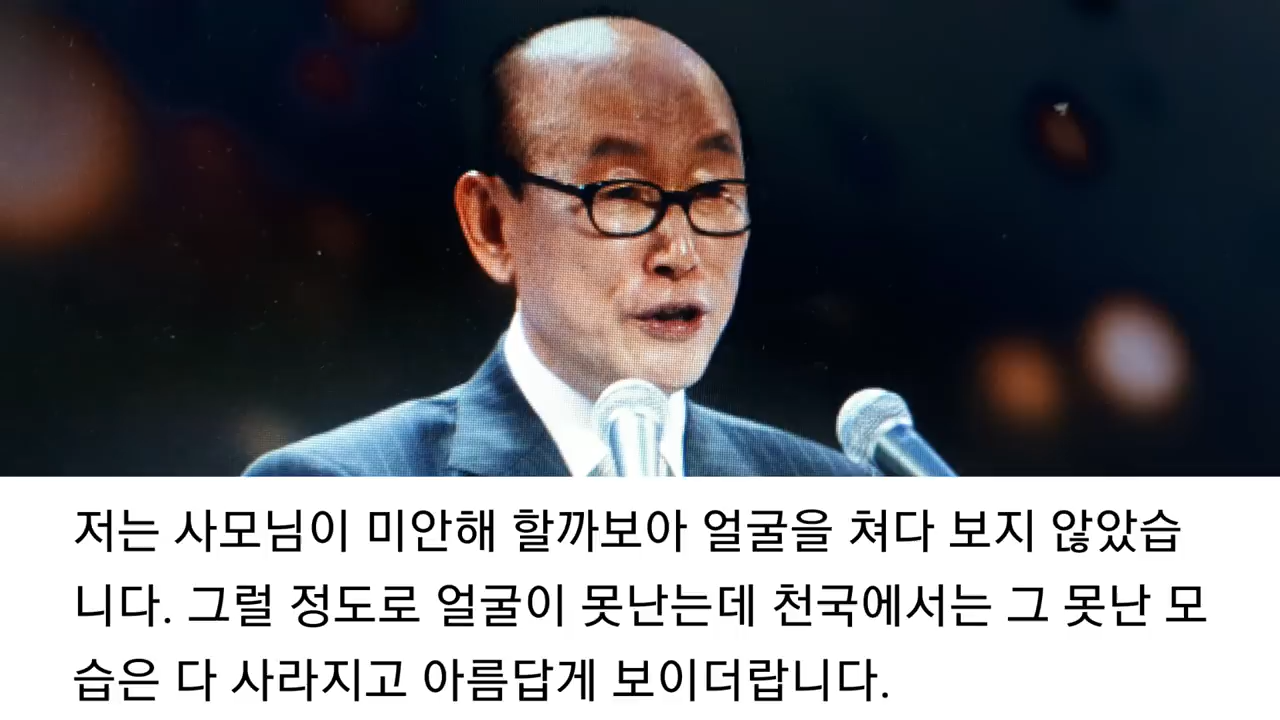 저는 사모님이 미안해 할까보아 얼굴을 쳐다 보지 않았습
니다. 그럴 정도로 얼굴이 못난는데 천국에서는 그 못난 모
습은 다 사라지고 아름답게 보이더랍니다.